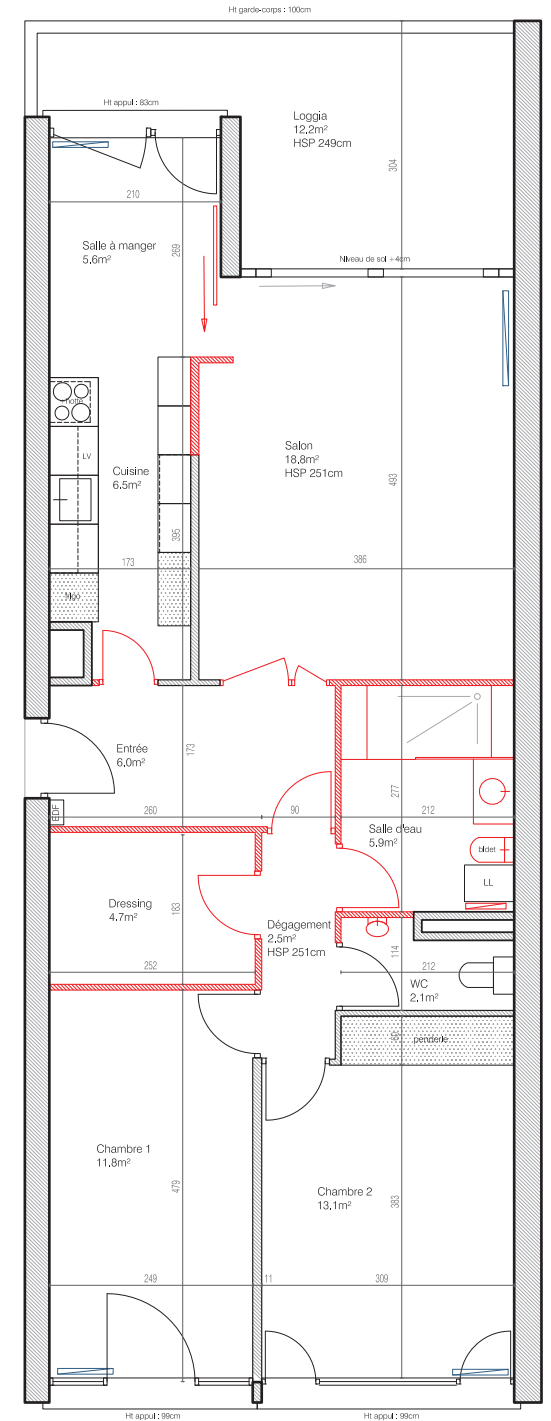 Ht garde-corps : 100cm
Ht appui : 83cm
Loggia
12.2m²
HSP 249cm
304
210
Salle à manger
5.6m²
269
Niveau de sol +4cm
hotte
LV
Cuisine
6.5m²
Salon
18.8m²
HSP 251cm
493
395
173
386
frigo
Entrée
6.0m²
173
277
EDF
260
90
212
Salle d'eau
5.9m²
bidet
LL
Dressing
4.7m²
183
Dégagement
2.5m²
HSP 251cm
114
252
212
WC
2.1m²
60
penderie
Chambre 1
11.8m²
479
Chambre 2
13.1m²
383
249
11
309
Ht appui : 99cm
Ht appui : 99cm